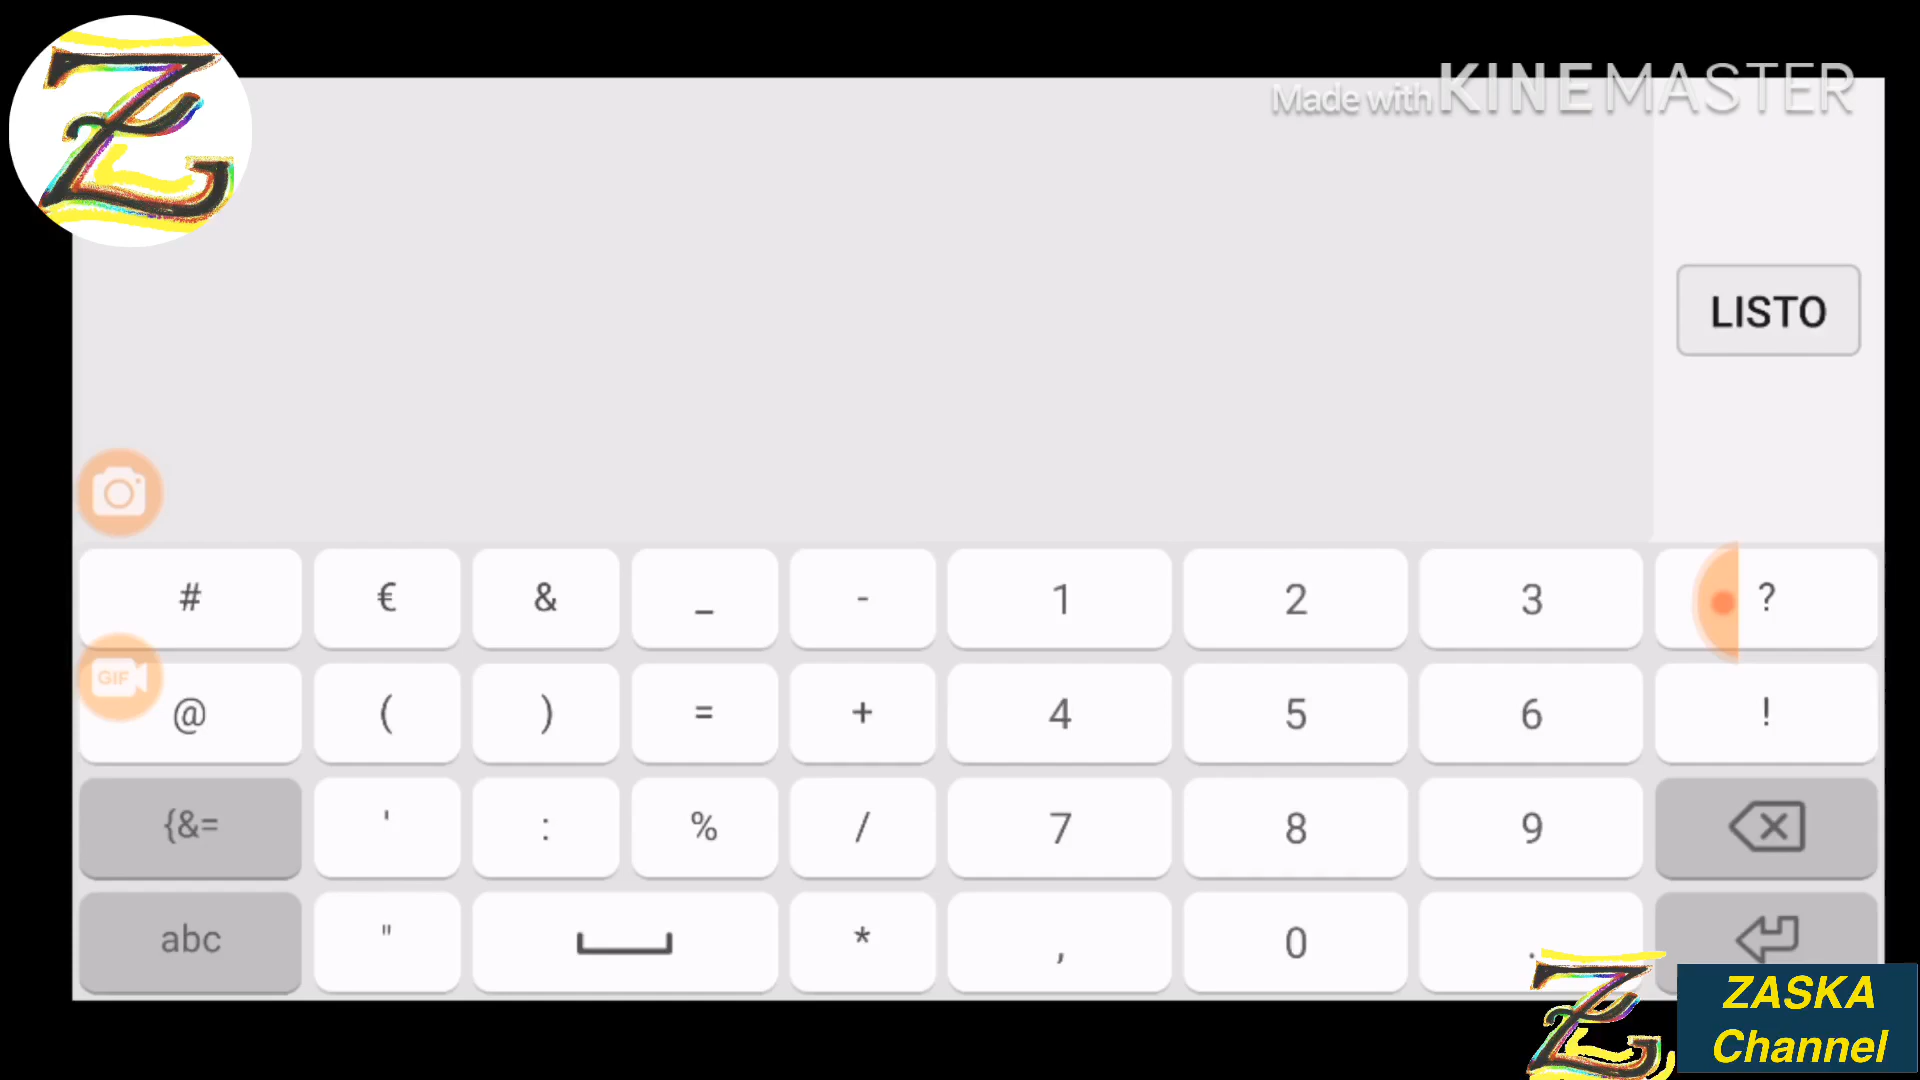 Made with KINEMASTER
LISTO
# € & _ - 1 2 3 ?
GIF
@ ( ) = + 4 5 6 !
{&= ' : % / 7 8 9
abc " * , 0 .
ZASKA
Channel